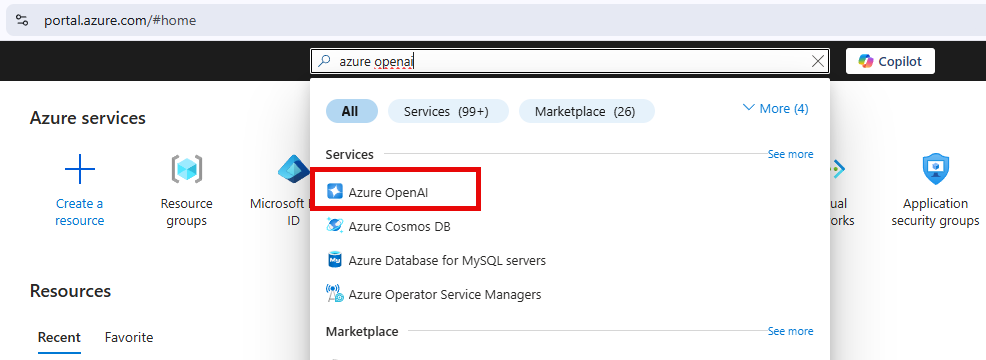 portal.azure.com/#home
azure openai
Copilot
All
Services (99+)
Marketplace (26)
More (4)
Azure services
Services
See more
Create a
resource
Resource
groups
Microsoft
ID
Azure OpenAI
Azure Cosmos DB
Azure Database for MySQL servers
Azure Operator Service Managers
Application
security groups
Resources
Recent
Favorite
Marketplace
See more